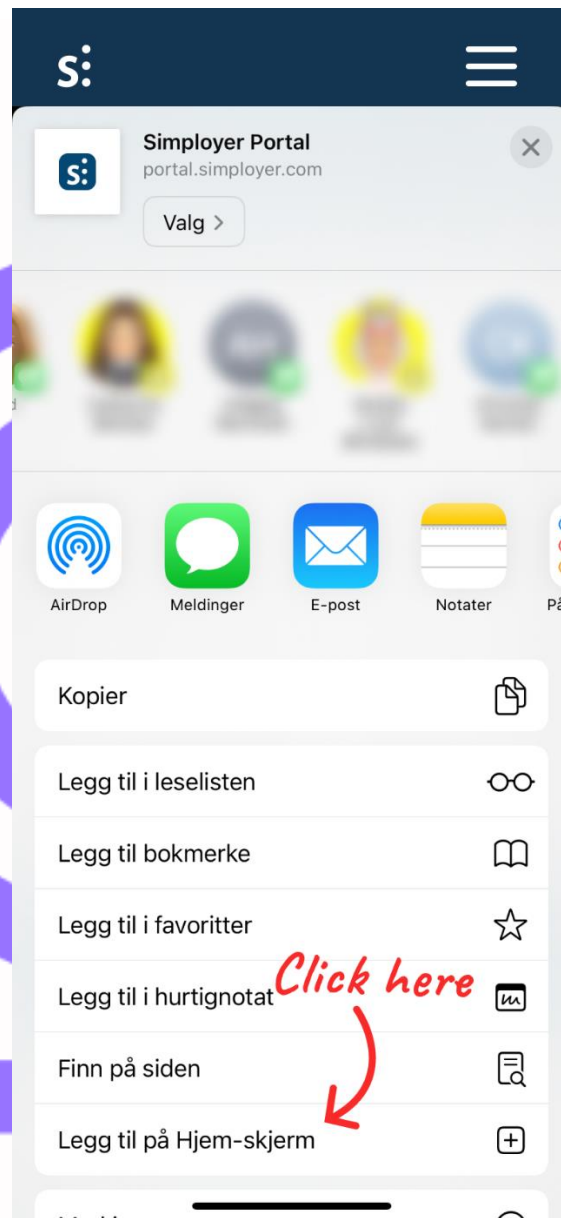 s:
Simployer Portal
portal.simployer.com
s:
Valg >
AirDrop
Meldinger
E-post
Notater
Kopier
Legg til i leselisten
Legg til bokmerke
Legg til i favoritter
Click here
Legg til i hurtignotat
Finn på siden
Legg til på Hjem-skjerm